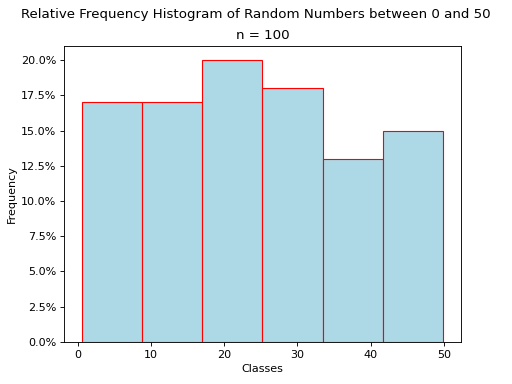 Relative Frequency Histogram of Random Numbers between 0 and 50
n = 100
20.0%
17.5%
15.0%
12.5%
10.0%
7.5%
5.0%
2.5%
0.0%
Frequency
0 10 20 30 40 50
Classes